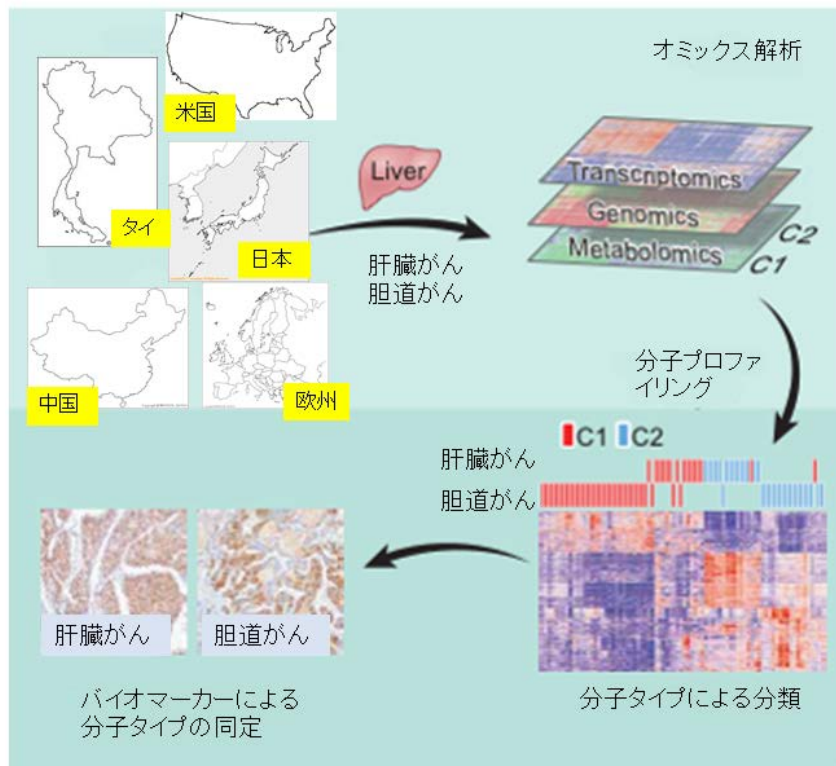 オミックス解析
米国
タイ
日本
中国
欧州
Liver
肝臓がん
胆道がん
Transcriptomics
Genomics
Metabolomics
C2
C1
分子プロファ
イリング
C1 C2
肝臓がん
胆道がん
分子タイプによる分類
肝臓がん
胆道がん
バイオマーカーによる
分子タイプの同定